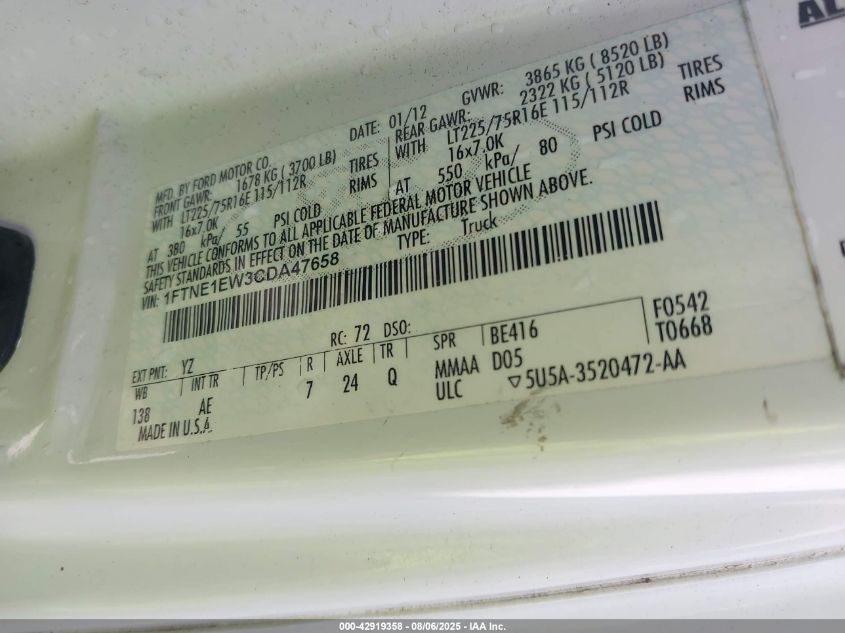 AL
MFD. BY FORD MOTOR CO.
DATE: 01/12
GVWR: 3865 KG ( 8520 LB)
FRONT GAWR: 1678 KG ( 3700 LB)
REAR GAWR: 2322 KG ( 5120 LB)
WITH LT225/75R16E 115/112R TIRES
WITH LT225/75R16E 115/112R TIRES
16x7.0K RIMS
16x7.0K RIMS
AT 380 kPa/ 55 PSI COLD
AT 550 kPa/ 80 PSI COLD
THIS VEHICLE CONFORMS TO ALL APPLICABLE FEDERAL MOTOR VEHICLE
SAFETY STANDARDS IN EFFECT ON THE DATE OF MANUFACTURE SHOWN ABOVE.
VIN: 1FTNE1EW3CDA47658
TYPE: Truck
F0542
T0668
EXT PNT: YZ RC: 72 DSO:
WB INT TR TP/PS R AXLE TR SPR BE416
138 AE 7 24 Q MMAA D05
MADE IN U.S.A. ULC ▽5U5A-3520472-AA
000-42919358 - 08/06/2025 - IAA Inc.